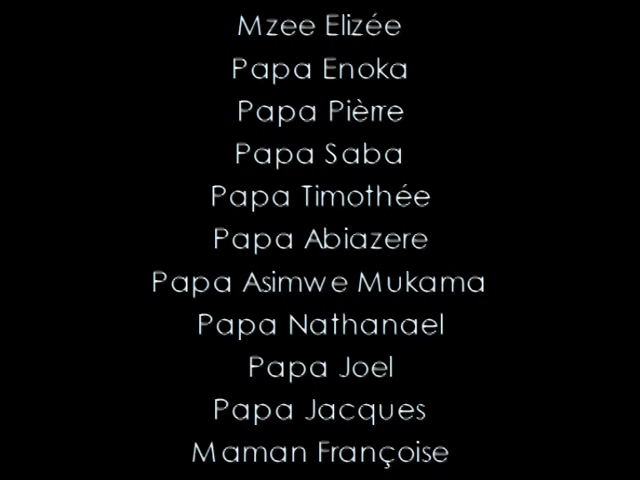 Mzee Elizée
Papa Enoka
Papa Pièrre
Papa Saba
Papa Timothée
Papa Abiazere
Papa Asimwe Mukama
Papa Nathanael
Papa Joel
Papa Jacques
Maman Françoise